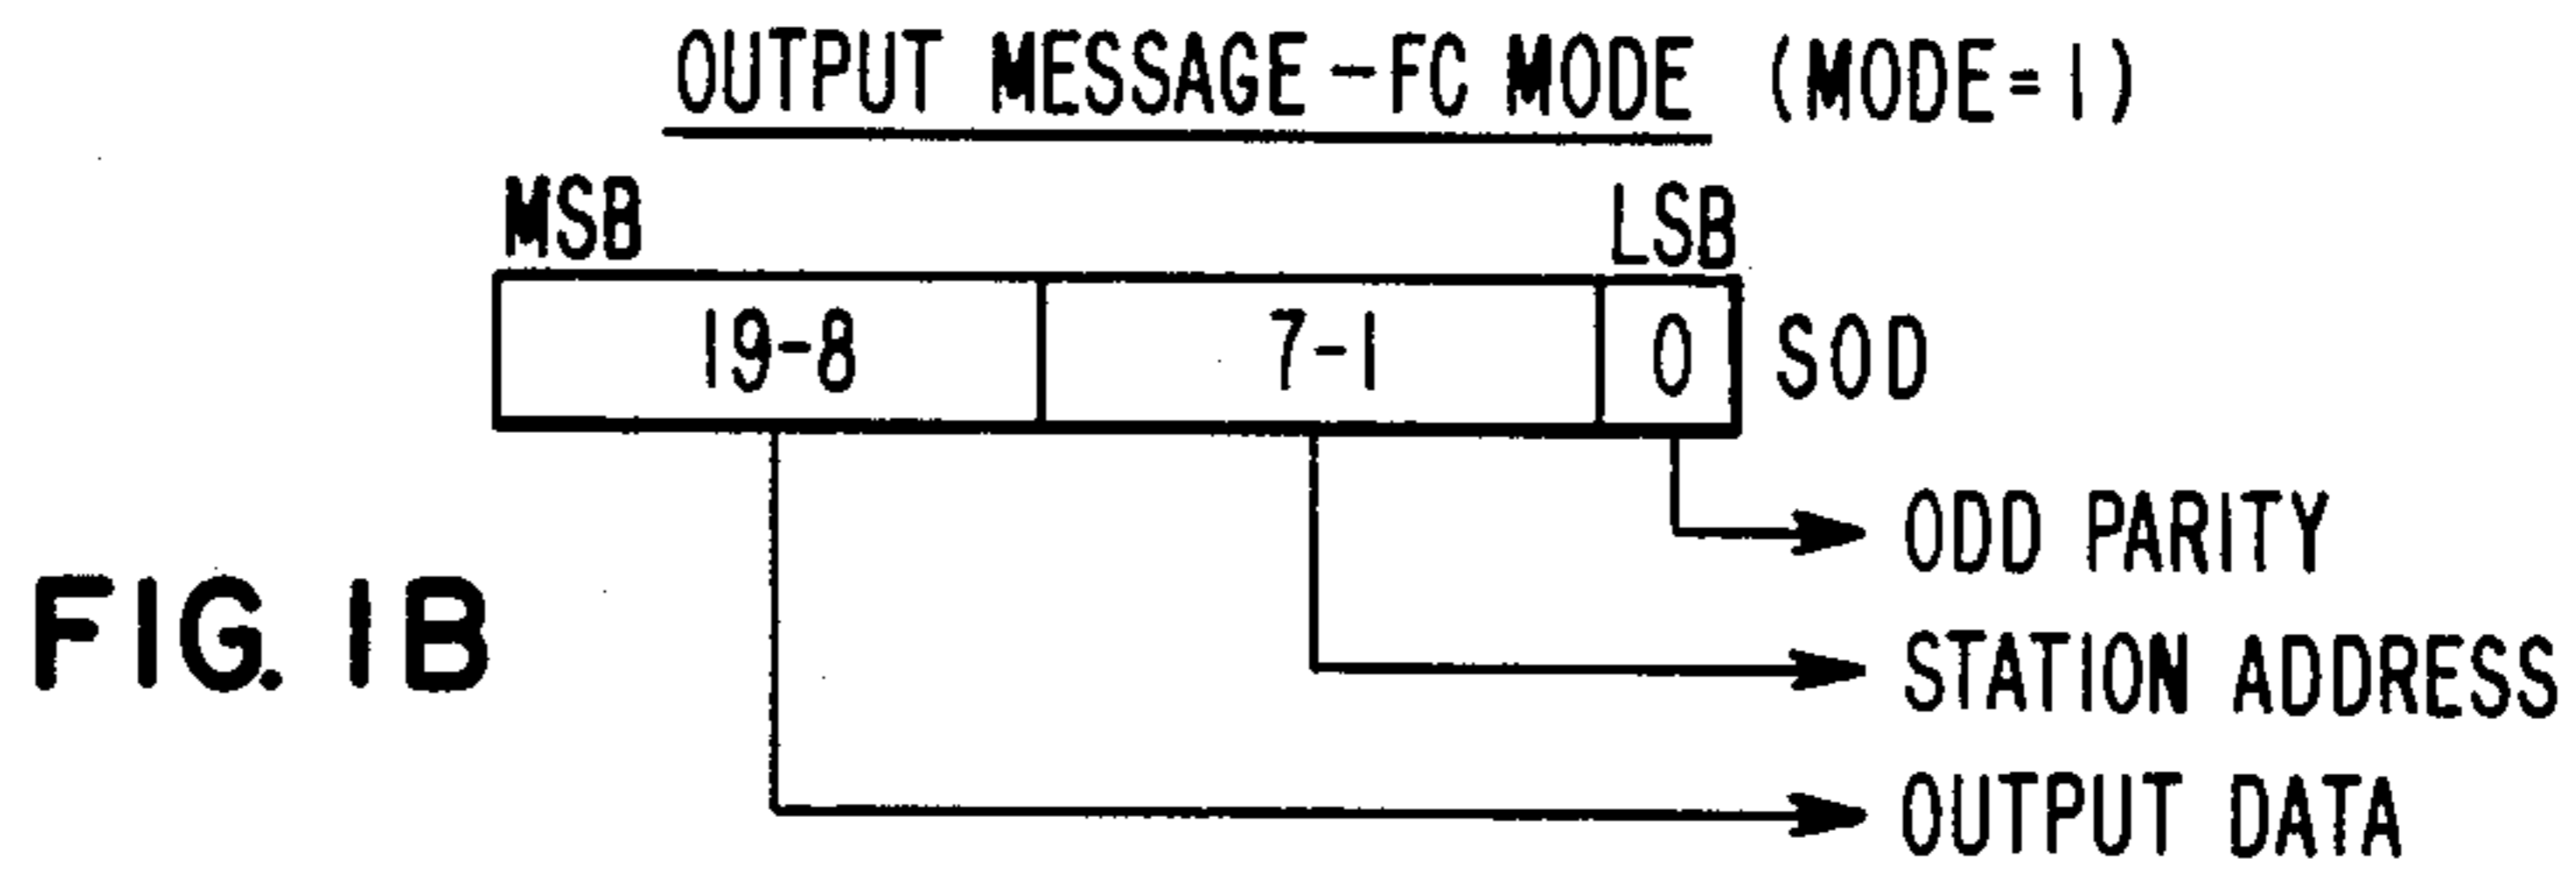 OUTPUT MESSAGE-FC MODE (MODE=1)
MSB LSB
19-8 7-1 0 SOD
ODD PARITY
STATION ADDRESS
OUTPUT DATA
FIG. 1B